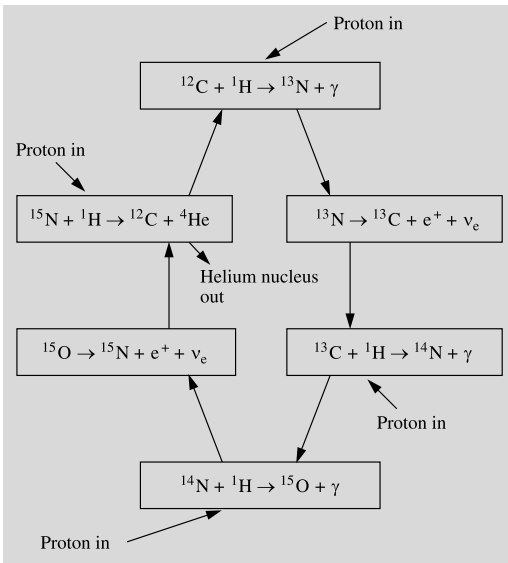 Proton in
¹²C + ¹H → ¹³N + γ
Proton in
¹⁵N + ¹H → ¹²C + ⁴He
¹³N → ¹³C + e⁺ + νₑ
Helium nucleus
out
¹⁵O → ¹⁵N + e⁺ + νₑ
¹³C + ¹H → ¹⁴N + γ
Proton in
¹⁴N + ¹H → ¹⁵O + γ
Proton in